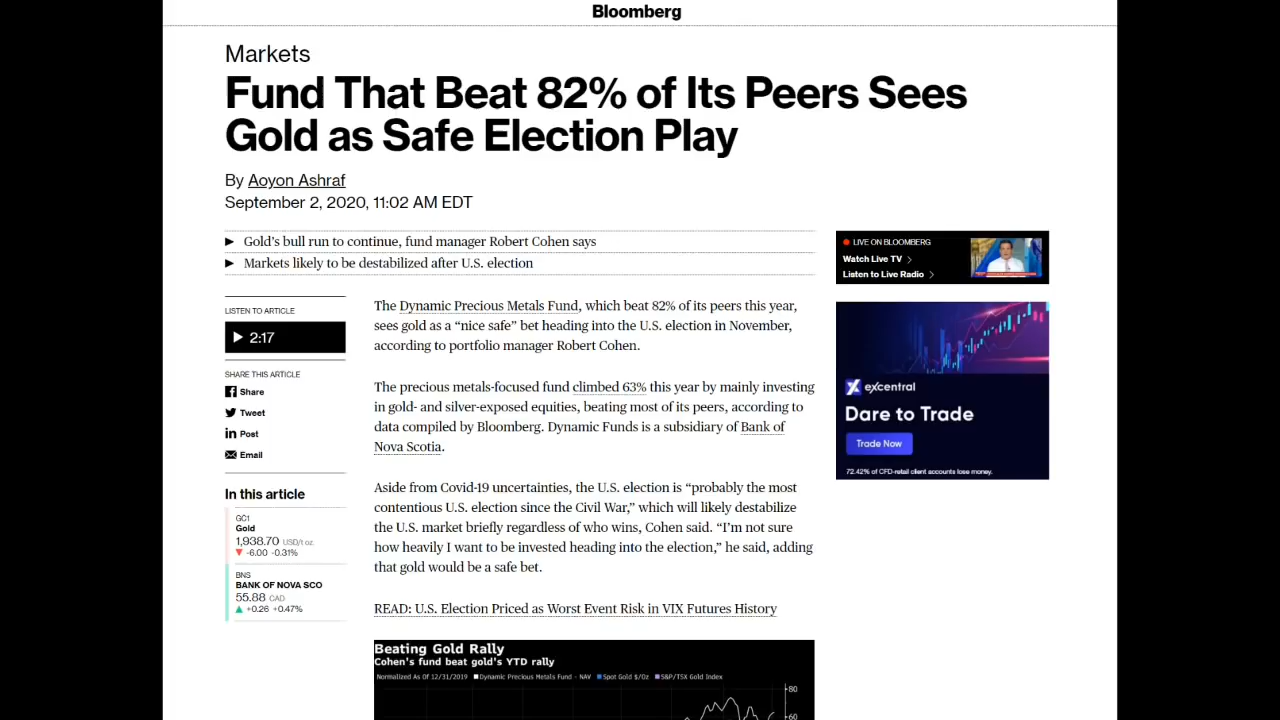 Bloomberg
Markets
Fund That Beat 82% of Its Peers Sees
Gold as Safe Election Play
By Aoyon Ashraf
September 2, 2020, 11:02 AM EDT
► Gold's bull run to continue, fund manager Robert Cohen says
► Markets likely to be destabilized after U.S. election
LISTEN TO ARTICLE
2:17
SHARE THIS ARTICLE
Share
Tweet
Post
Email
In this article
GC1
Gold
1,938.70 USD/t oz.
▼ -6.00 -0.31%
BNS
BANK OF NOVA SCO
55.88 CAD
▲ +0.26 +0.47%
The Dynamic Precious Metals Fund, which beat 82% of its peers this year,
sees gold as a “nice safe” bet heading into the U.S. election in November,
according to portfolio manager Robert Cohen.
The precious metals-focused fund climbed 63% this year by mainly investing
in gold- and silver-exposed equities, beating most of its peers, according to
data compiled by Bloomberg. Dynamic Funds is a subsidiary of Bank of
Nova Scotia.
Aside from Covid-19 uncertainties, the U.S. election is “probably the most
contentious U.S. election since the Civil War,” which will likely destabilize
the U.S. market briefly regardless of who wins, Cohen said. “I'm not sure
how heavily I want to be invested heading into the election,” he said, adding
that gold would be a safe bet.
READ: U.S. Election Priced as Worst Event Risk in VIX Futures History
Beating Gold Rally
Cohen's fund beat gold's YTD rally
Normalized As Of 12/31/2019 Dynamic Precious Metals Fund - NAV Spot Gold $/Oz S&P/TSX Gold Index
80
60
LIVE ON BLOOMBERG
Watch Live TV
Listen to Live Radio
excentral
Dare to Trade
Trade Now
72.42% of CFD-retail client accounts lose money.